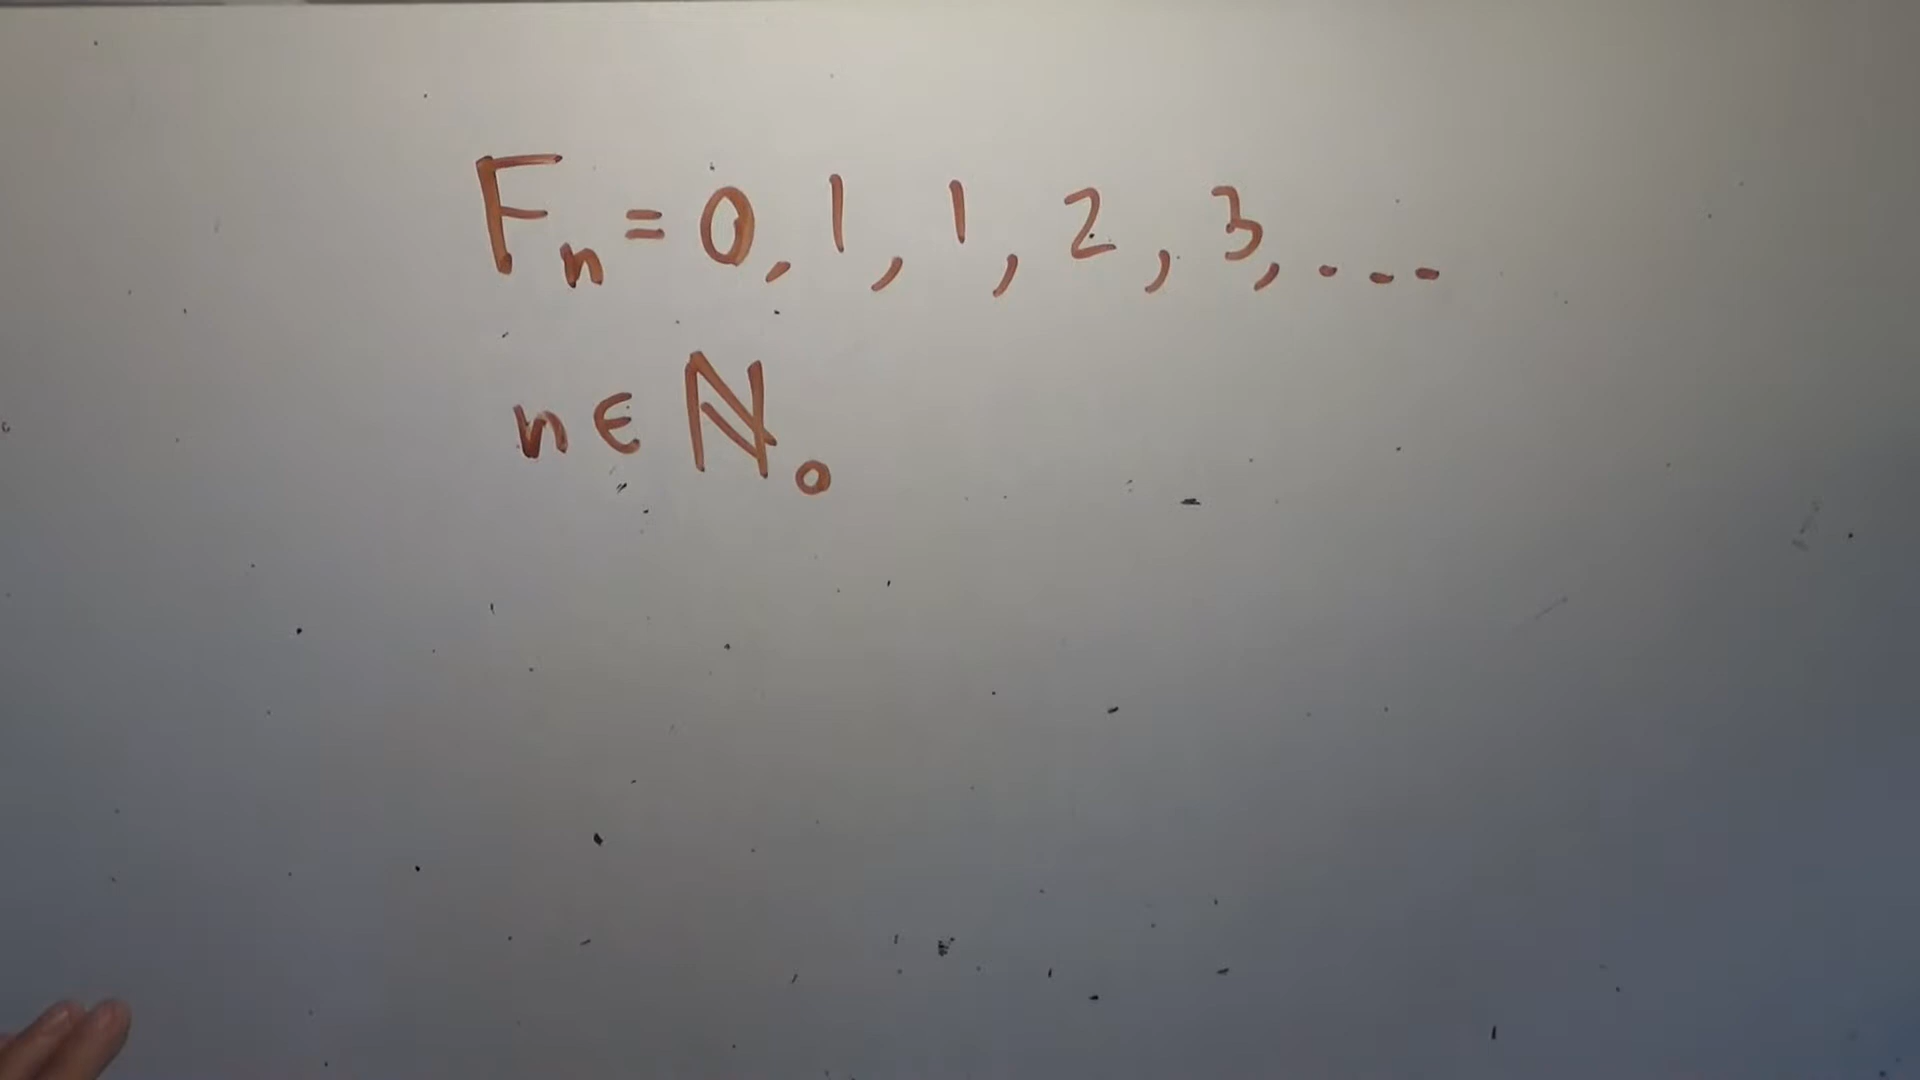 Fₙ = 0, 1, 1, 2, 3, ...
n ∈ ℕ₀